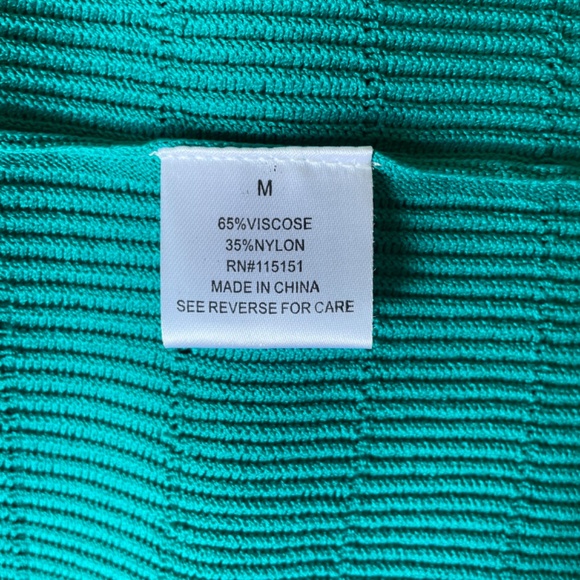 M
65%VISCOSE
35%NYLON
RN#115151
MADE IN CHINA
SEE REVERSE FOR CARE